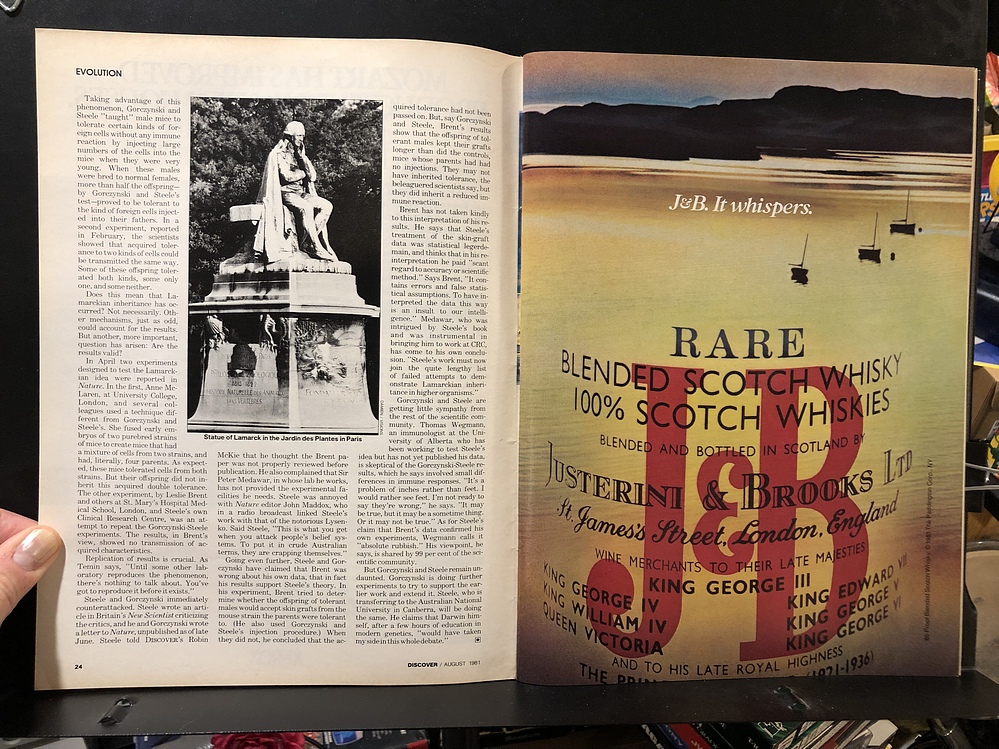 EVOLUTION
Taking advantage of this
phenomenon, Gorczynski and
Steele "taught" male mice to
tolerate certain kinds of for-
eign cells without any immune
reaction by injecting large
numbers of the cells into the
mice when they were very
young. When these males
were bred to normal females,
more than half the offspring—
by Gorczynski and Steele's
test—proved to be tolerant to
the kind of foreign cells inject-
ed into their fathers. In a
second experiment, reported
in February, the scientists
showed that acquired toler-
ance to two kinds of cells could
be transmitted the same way.
Some of these offspring toler-
ated both kinds, some only
one, and some neither.
Does this mean that La-
marckian inheritance has oc-
curred? Not necessarily. Oth-
er mechanisms, just as odd,
could account for the results.
But another, more important,
question has arisen: Are the
results valid?
In April two experiments
designed to test the Lamarck-
ian idea were reported in
Nature. In the first, Anne Mc-
Laren, at University College,
London, and several col-
leagues used a technique dif-
ferent from Gorczynski and
Steele's. She fused early em-
bryos of two purebred strains
of mice to create mice that had
a mixture of cells from two strains, and
had, literally, four parents. As expect-
ed, these mice tolerated cells from both
strains. But their offspring did not in-
herit this acquired double tolerance.
The other experiment, by Leslie Brent
and others at St. Mary's Hospital Med-
ical School, London, and Steele's own
Clinical Research Centre, was an at-
tempt to repeat the Gorczynski-Steele
experiments. The results, in Brent's
view, showed no transmission of ac-
quired characteristics.
Replication of results is crucial. As
Temin says, "Until some other lab-
oratory reproduces the phenomenon,
there's nothing to talk about. You've
got to reproduce it before it exists."
Steele and Gorczynski immediately
counterattacked. Steele wrote an arti-
cle in Britain's New Scientist criticizing
the critics, and he and Gorczynski wrote
a letter to Nature, unpublished as of late
June. Steele told DISCOVER'S Robin
Statue of Lamarck in the Jardin des Plantes in Paris
McKie that he thought the Brent pa-
per was not properly reviewed before
publication. He also complained that Sir
Peter Medawar, in whose lab he works,
has not provided the experimental fa-
cilities he needs. Steele was annoyed
with Nature editor John Maddox, who
in a radio broadcast linked Steele's
work with that of the notorious Lysen-
ko. Said Steele, "This is what you get
when you attack people's belief sys-
tems. To put it in crude Australian
terms, they are crapping themselves."
Going even further, Steele and Gor-
czynski have claimed that Brent was
wrong about his own data, that in fact
his results support Steele's theory. In
his experiment, Brent tried to deter-
mine whether the offspring of tolerant
males would accept skin grafts from the
mouse strain the parents were tolerant
to. (He also used Gorczynski and
Steele's injection procedure.) When
they did not, he concluded that the ac-
quired tolerance had not been
passed on. But, say Gorczynski
and Steele, Brent's results
show that the offspring of tol-
erant males kept their grafts
longer than did the controls,
mice whose parents had had
no injections. They may not
have inherited tolerance, the
beleaguered scientists say, but
they did inherit a reduced im-
mune reaction.
Brent has not taken kindly
to this interpretation of his re-
sults. He says that Steele's
treatment of the skin-graft
data was statistical legerde-
main, and thinks that in his re-
interpretation he paid "scant
regard to accuracy or scientific
method." Says Brent, "It con-
tains errors and false statis-
tical assumptions. To have in-
terpreted the data this way
is an insult to our intelli-
gence." Medawar, who was
intrigued by Steele's book
and was instrumental in
bringing him to work at CRC,
has come to his own conclu-
sion. "Steele's work must now
join the quite lengthy list
of failed attempts to dem-
onstrate Lamarckian inheri-
tance in higher organisms."
Gorczynski and Steele are
getting little sympathy from
the rest of the scientific com-
munity. Thomas Wegmann,
an immunologist at the Uni-
versity of Alberta who has
been working to test Steele's
idea but has not yet published his data,
is skeptical of the Gorczynski-Steele re-
sults, which he says involved small dif-
ferences in immune responses. "It's a
problem of inches rather than feet. I
would rather see feet. I'm not ready to
say they're wrong," he says. "It may
be true, but it may be a sometime thing.
Or it may not be true." As for Steele's
claim that Brent's data confirmed his
own experiments, Wegmann calls it
"absolute rubbish." His viewpoint, he
says, is shared by 99 per cent of the sci-
entific community.
But Gorczynski and Steele remain un-
daunted. Gorczynski is doing further
experiments to try to support the ear-
lier work and extend it. Steele, who is
transferring to the Australian National
University in Canberra, will be doing
the same. He claims that Darwin him-
self, after a few hours of education in
modern genetics, "would have taken
my side in this whole debate."
24
DISCOVER / AUGUST 1981
J&B. It whispers.
RARE
BLENDED SCOTCH WHISKY
100% SCOTCH WHISKIES
BLENDED AND BOTTLED IN SCOTLAND BY
JUSTERINI & BROOKS LTD
St. James's Street, London, England
WINE MERCHANTS TO THEIR LATE MAJESTIES
KING GEORGE III
KING GEORGE IV
KING WILLIAM IV
QUEEN VICTORIA
KING EDWARD VII
KING GEORGE V
KING GEORGE VI
AND TO HIS LATE ROYAL HIGHNESS
(1921-1936)
J&B